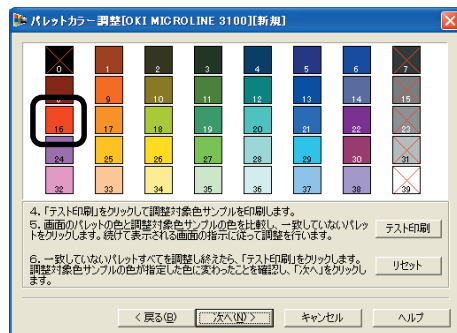 パレットカラー調整[OKI MICROLINE 3100][新規]
0 1 2 3 4 5 6 7
8 9 10 11 12 13 14 15
16 17 18 19 20 21 22 23
24 25 26 27 28 29 30 31
32 33 34 35 36 37 38 39
4. 「テスト印刷」をクリックして調整対象色サンプルを印刷します。
5. 画面のパレットの色と調整対象色サンプルの色を比較し、一致していないパレッ
トをクリックします。続けて表示される画面の指示に従って調整を行います。
テスト印刷
6. 一致していないパレットすべてを調整し終えたら、「テスト印刷」をクリックします。
調整対象色サンプルの色が指定した色に変わったことを確認し、「次へ」をクリックし
ます。
リセット
< 戻る(B) 次へ(N) > キャンセル ヘルプ